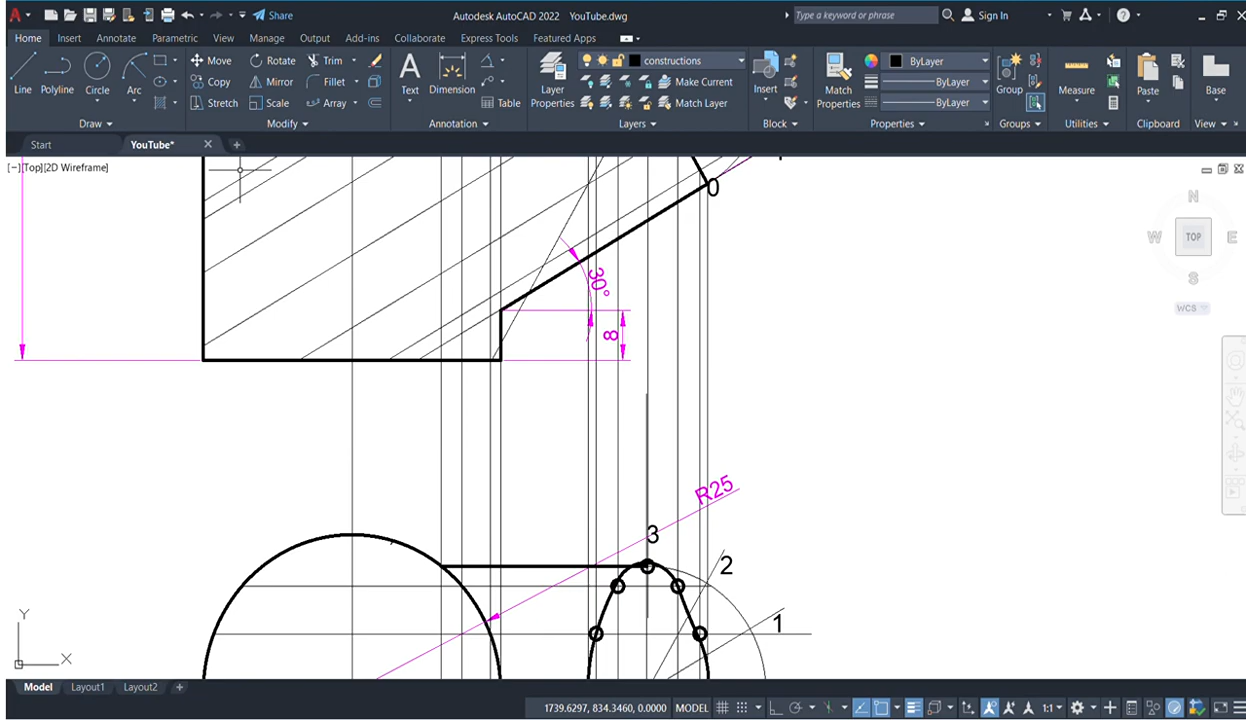 Share
Autodesk AutoCAD 2022 YouTube.dwg
Type a keyword or phrase
Sign In
Home Insert Annotate Parametric View Manage Output Add-ins Collaborate Express Tools Featured Apps
Line Polyline Circle Arc
Move Rotate Trim
Copy Mirror Fillet
Stretch Scale Array
Text Dimension Table
Layer Properties
constructions
Make Current
Match Layer
Insert
Match Properties
ByLayer
ByLayer
ByLayer
Group
Measure
Paste
Base
Draw Modify Annotation Layers Block Properties Groups Utilities Clipboard View
Start YouTube*
[−][Top][2D Wireframe]
N
W TOP E
S
WCS
0
30°
8
R25
3
2
1
Y
X
Model Layout1 Layout2 +
1739.6297, 834.3460, 0.0000 MODEL 1:1